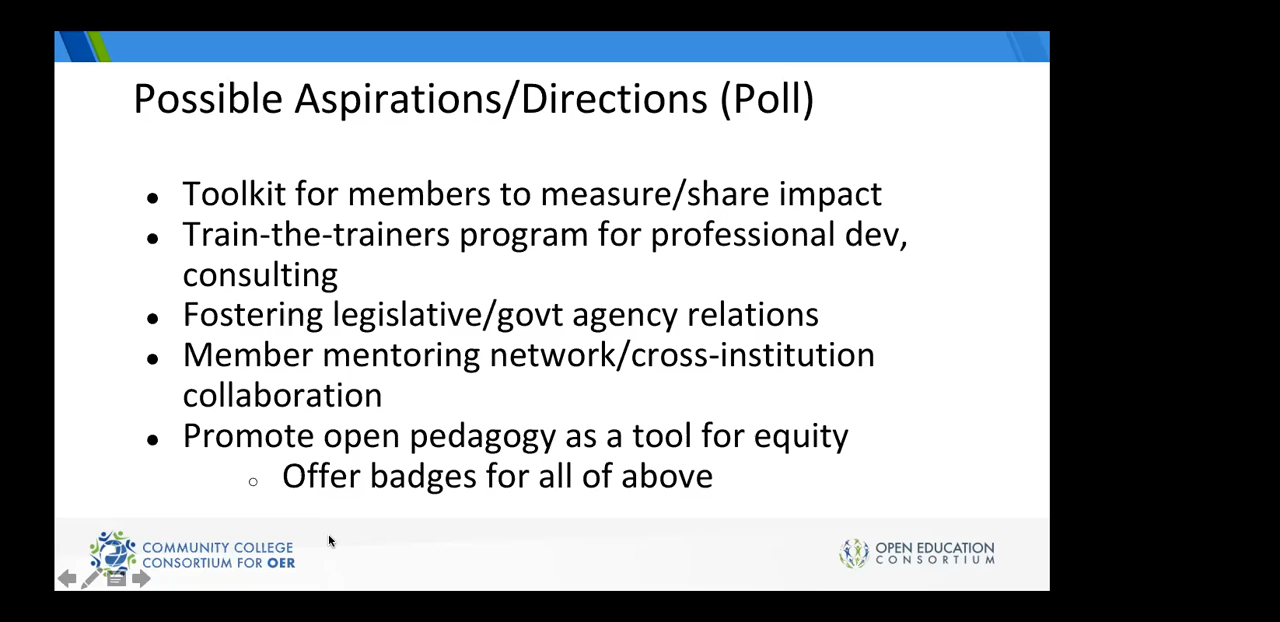 Possible Aspirations/Directions (Poll)
● Toolkit for members to measure/share impact
● Train-the-trainers program for professional dev,
consulting
● Fostering legislative/govt agency relations
● Member mentoring network/cross-institution
collaboration
● Promote open pedagogy as a tool for equity
○ Offer badges for all of above
COMMUNITY COLLEGE
CONSORTIUM FOR OER
OPEN EDUCATION
CONSORTIUM